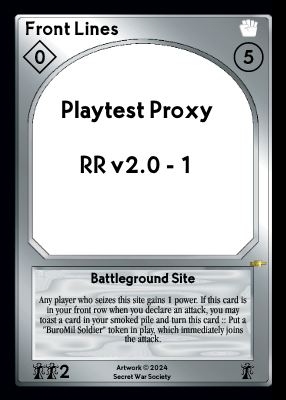 Front Lines
0
5
Playtest Proxy
RR v2.0 - 1
Battleground Site
Any player who seizes this site gains 1 power. If this card is
in your front row when you declare an attack, you may
toast a card in your smoked pile and turn this card :: Put a
"BuroMil Soldier" token in play, which immediately joins
the attack.
2
Artwork © 2024
Secret War Society